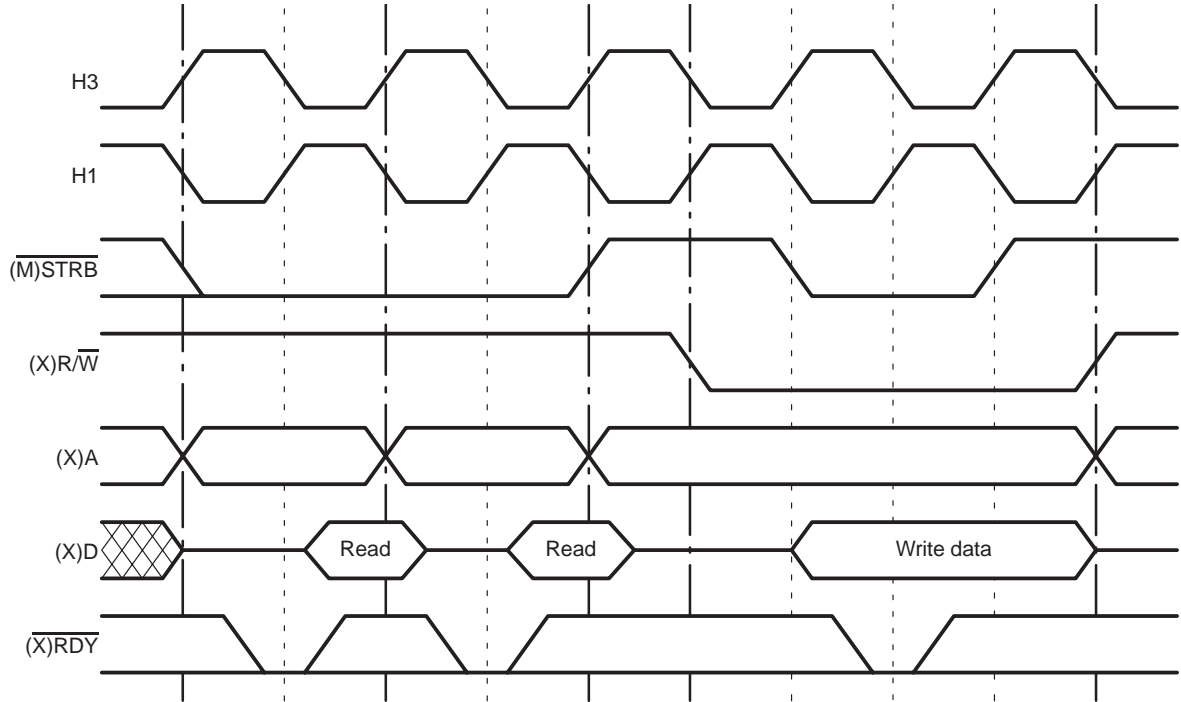 H3
H1
(M)STRB
(X)R/W
(X)A
(X)D
Read
Read
Write data
(X)RDY